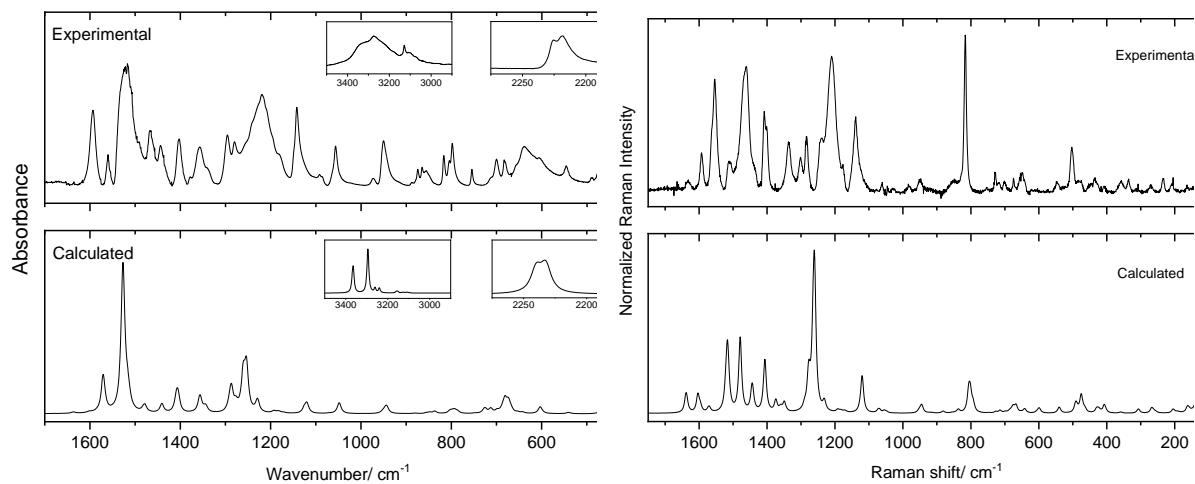 Experimental
3400 3200 3000
2250 2200
Calculated
3400 3200 3000
2250 2200
1600 1400 1200 1000 800 600
Wavenumber/ cm-1
Absorbance
Experimenta
Calculated
1600 1400 1200 1000 800 600 400 200
Raman shift/ cm-1
Normalized Raman Intensity